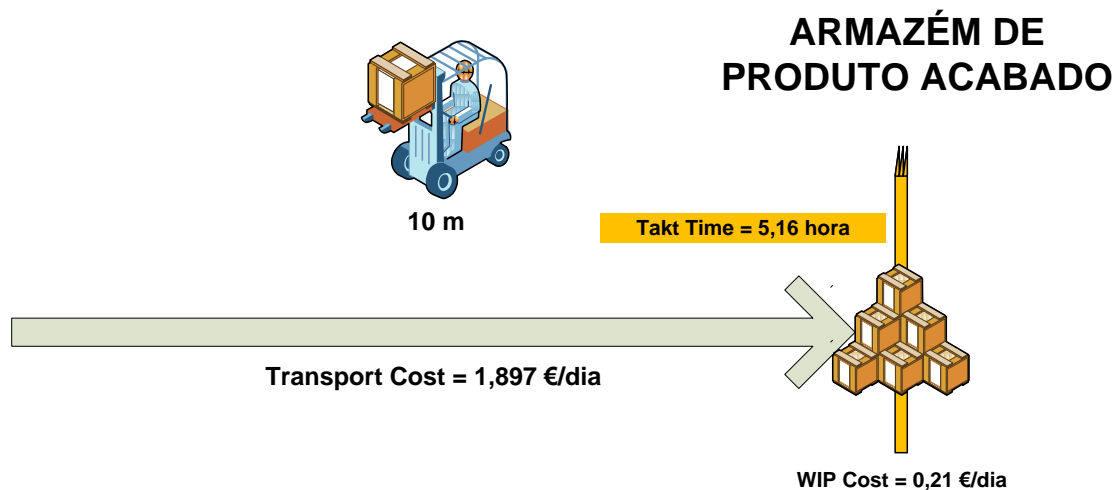 ARMAZÉM DE
PRODUTO ACABADO
10 m
Takt Time = 5,16 hora
Transport Cost = 1,897 €/dia
WIP Cost = 0,21 €/dia